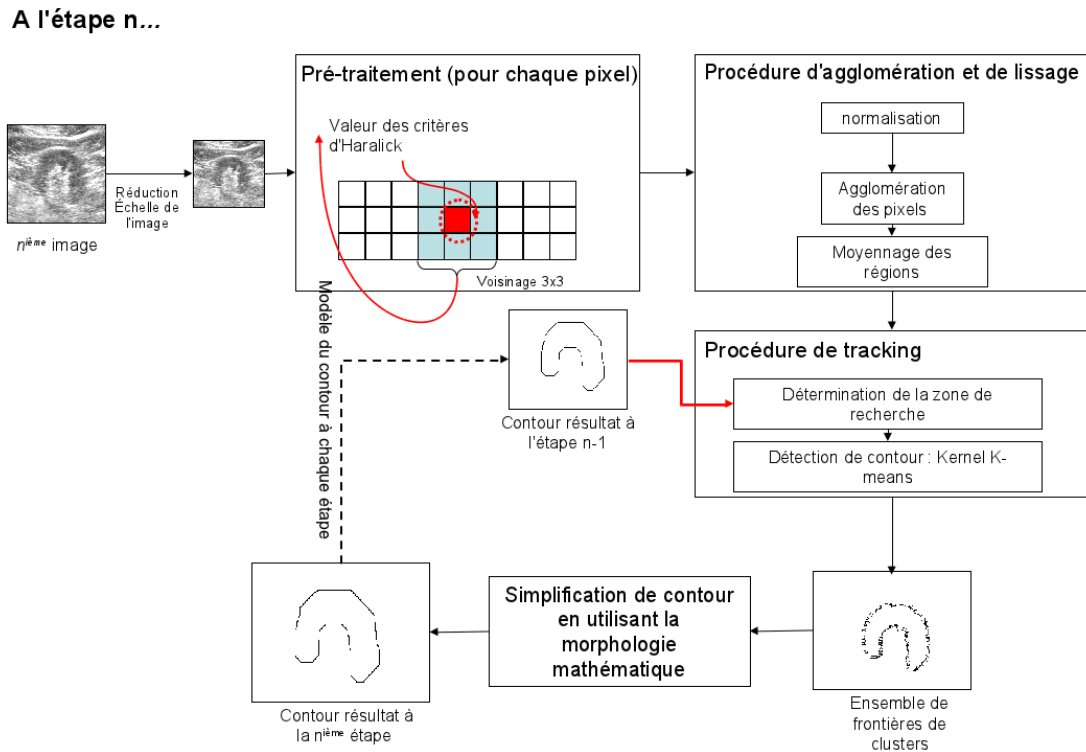 A l'étape n...
Pré-traitement (pour chaque pixel)
Valeur des critères
d'Haralick
Voisinage 3x3
Réduction
Échelle de
l'image
nième image
Procédure d'agglomération et de lissage
normalisation
Agglomération
des pixels
Moyennage des
régions
Modèle du contour à chaque étape
Contour résultat à
l'étape n-1
Procédure de tracking
Détermination de la zone de
recherche
Détection de contour : Kernel K-
means
Contour résultat à
la nième étape
Simplification de contour
en utilisant la
morphologie
mathématique
Ensemble de
frontières de
clusters